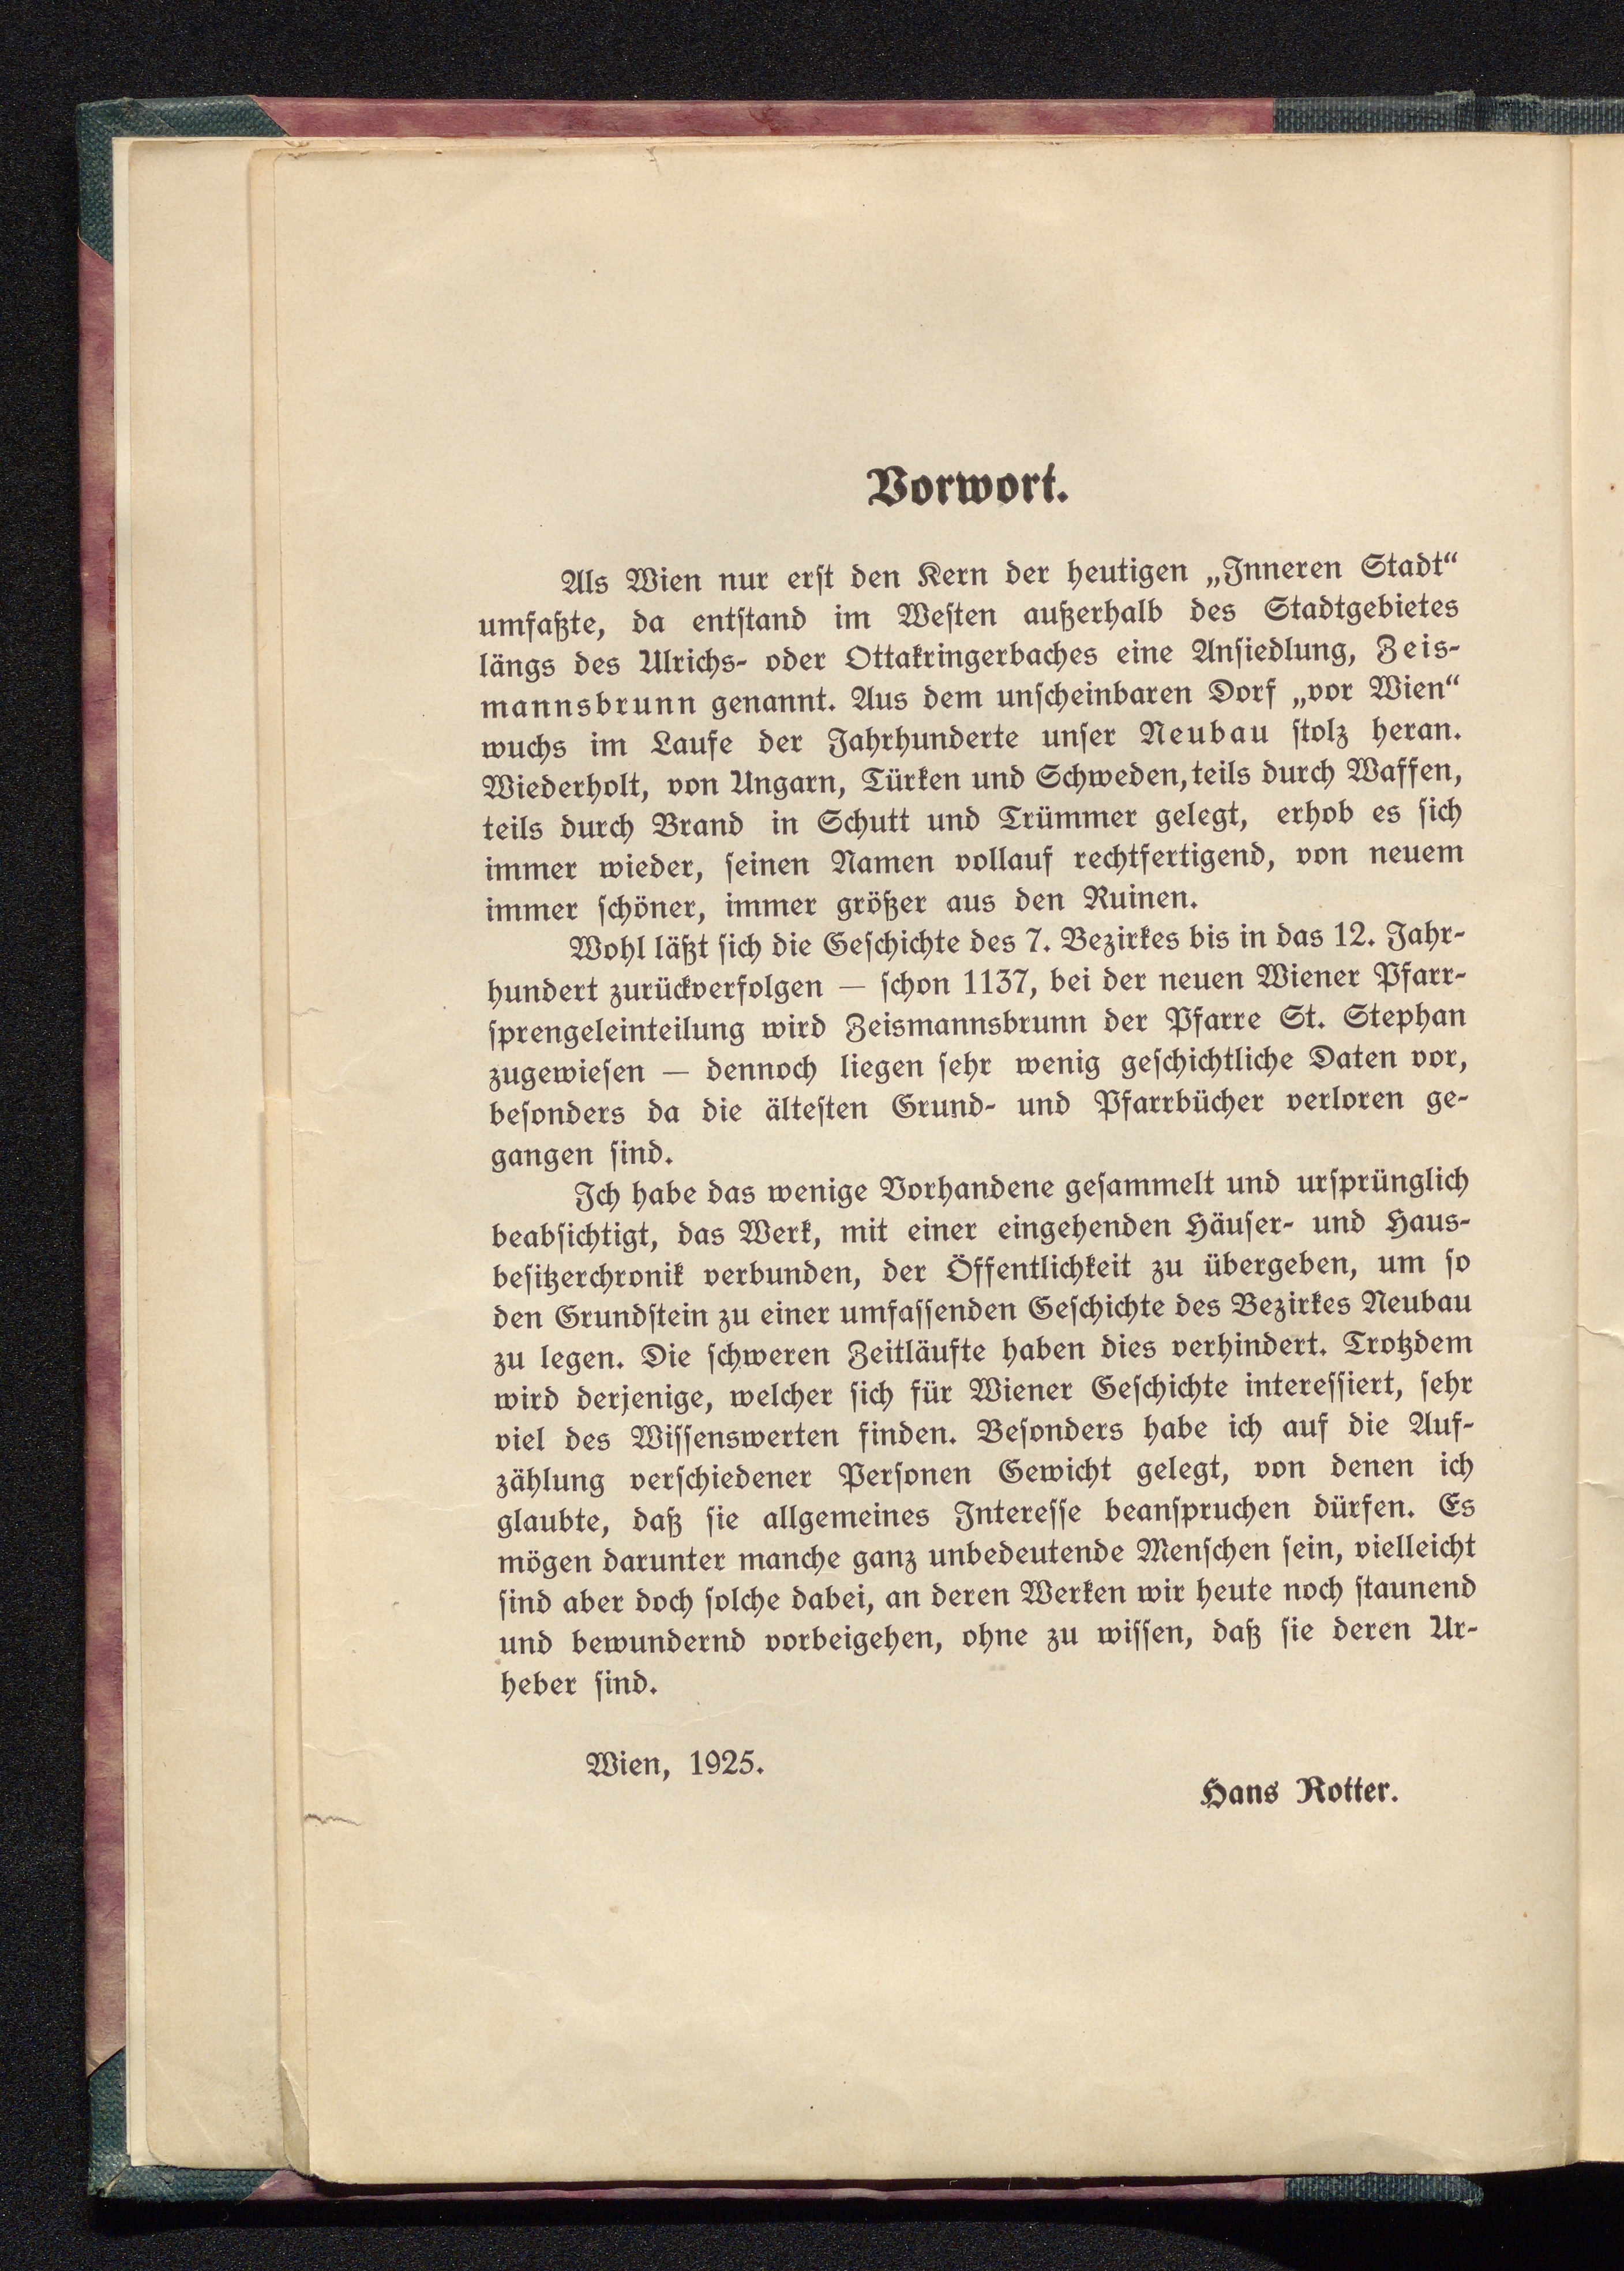 Vorwort.
Als Wien nur erst den Kern der heutigen „Inneren Stadt“
umfaßte, da entstand im Westen außerhalb des Stadtgebietes
längs des Ulrichs- oder Ottakringerbaches eine Ansiedlung, Zeis-
mannsbrunn genannt. Aus dem unscheinbaren Dorf „vor Wien“
wuchs im Laufe der Jahrhunderte unser Neubau stolz heran.
Wiederholt, von Ungarn, Türken und Schweden, teils durch Waffen,
teils durch Brand in Schutt und Trümmer gelegt, erhob es sich
immer wieder, seinen Namen vollauf rechtfertigend, von neuem
immer schöner, immer größer aus den Ruinen.
Wohl läßt sich die Geschichte des 7. Bezirkes bis in das 12. Jahr-
hundert zurückverfolgen — schon 1137, bei der neuen Wiener Pfarr-
sprengeleinteilung wird Zeismannsbrunn der Pfarre St. Stephan
zugewiesen — dennoch liegen sehr wenig geschichtliche Daten vor,
besonders da die ältesten Grund- und Pfarrbücher verloren ge-
gangen sind.
Ich habe das wenige Vorhandene gesammelt und ursprünglich
beabsichtigt, das Werk, mit einer eingehenden Häuser- und Haus-
besitzerchronik verbunden, der Öffentlichkeit zu übergeben, um so
den Grundstein zu einer umfassenden Geschichte des Bezirkes Neubau
zu legen. Die schweren Zeitläufte haben dies verhindert. Trotzdem
wird derjenige, welcher sich für Wiener Geschichte interessiert, sehr
viel des Wissenswerten finden. Besonders habe ich auf die Auf-
zählung verschiedener Personen Gewicht gelegt, von denen ich
glaubte, daß sie allgemeines Interesse beanspruchen dürfen. Es
mögen darunter manche ganz unbedeutende Menschen sein, vielleicht
sind aber doch solche dabei, an deren Werken wir heute noch staunend
und bewundernd vorbeigehen, ohne zu wissen, daß sie deren Ur-
heber sind.
Wien, 1925.
Hans Rotter.